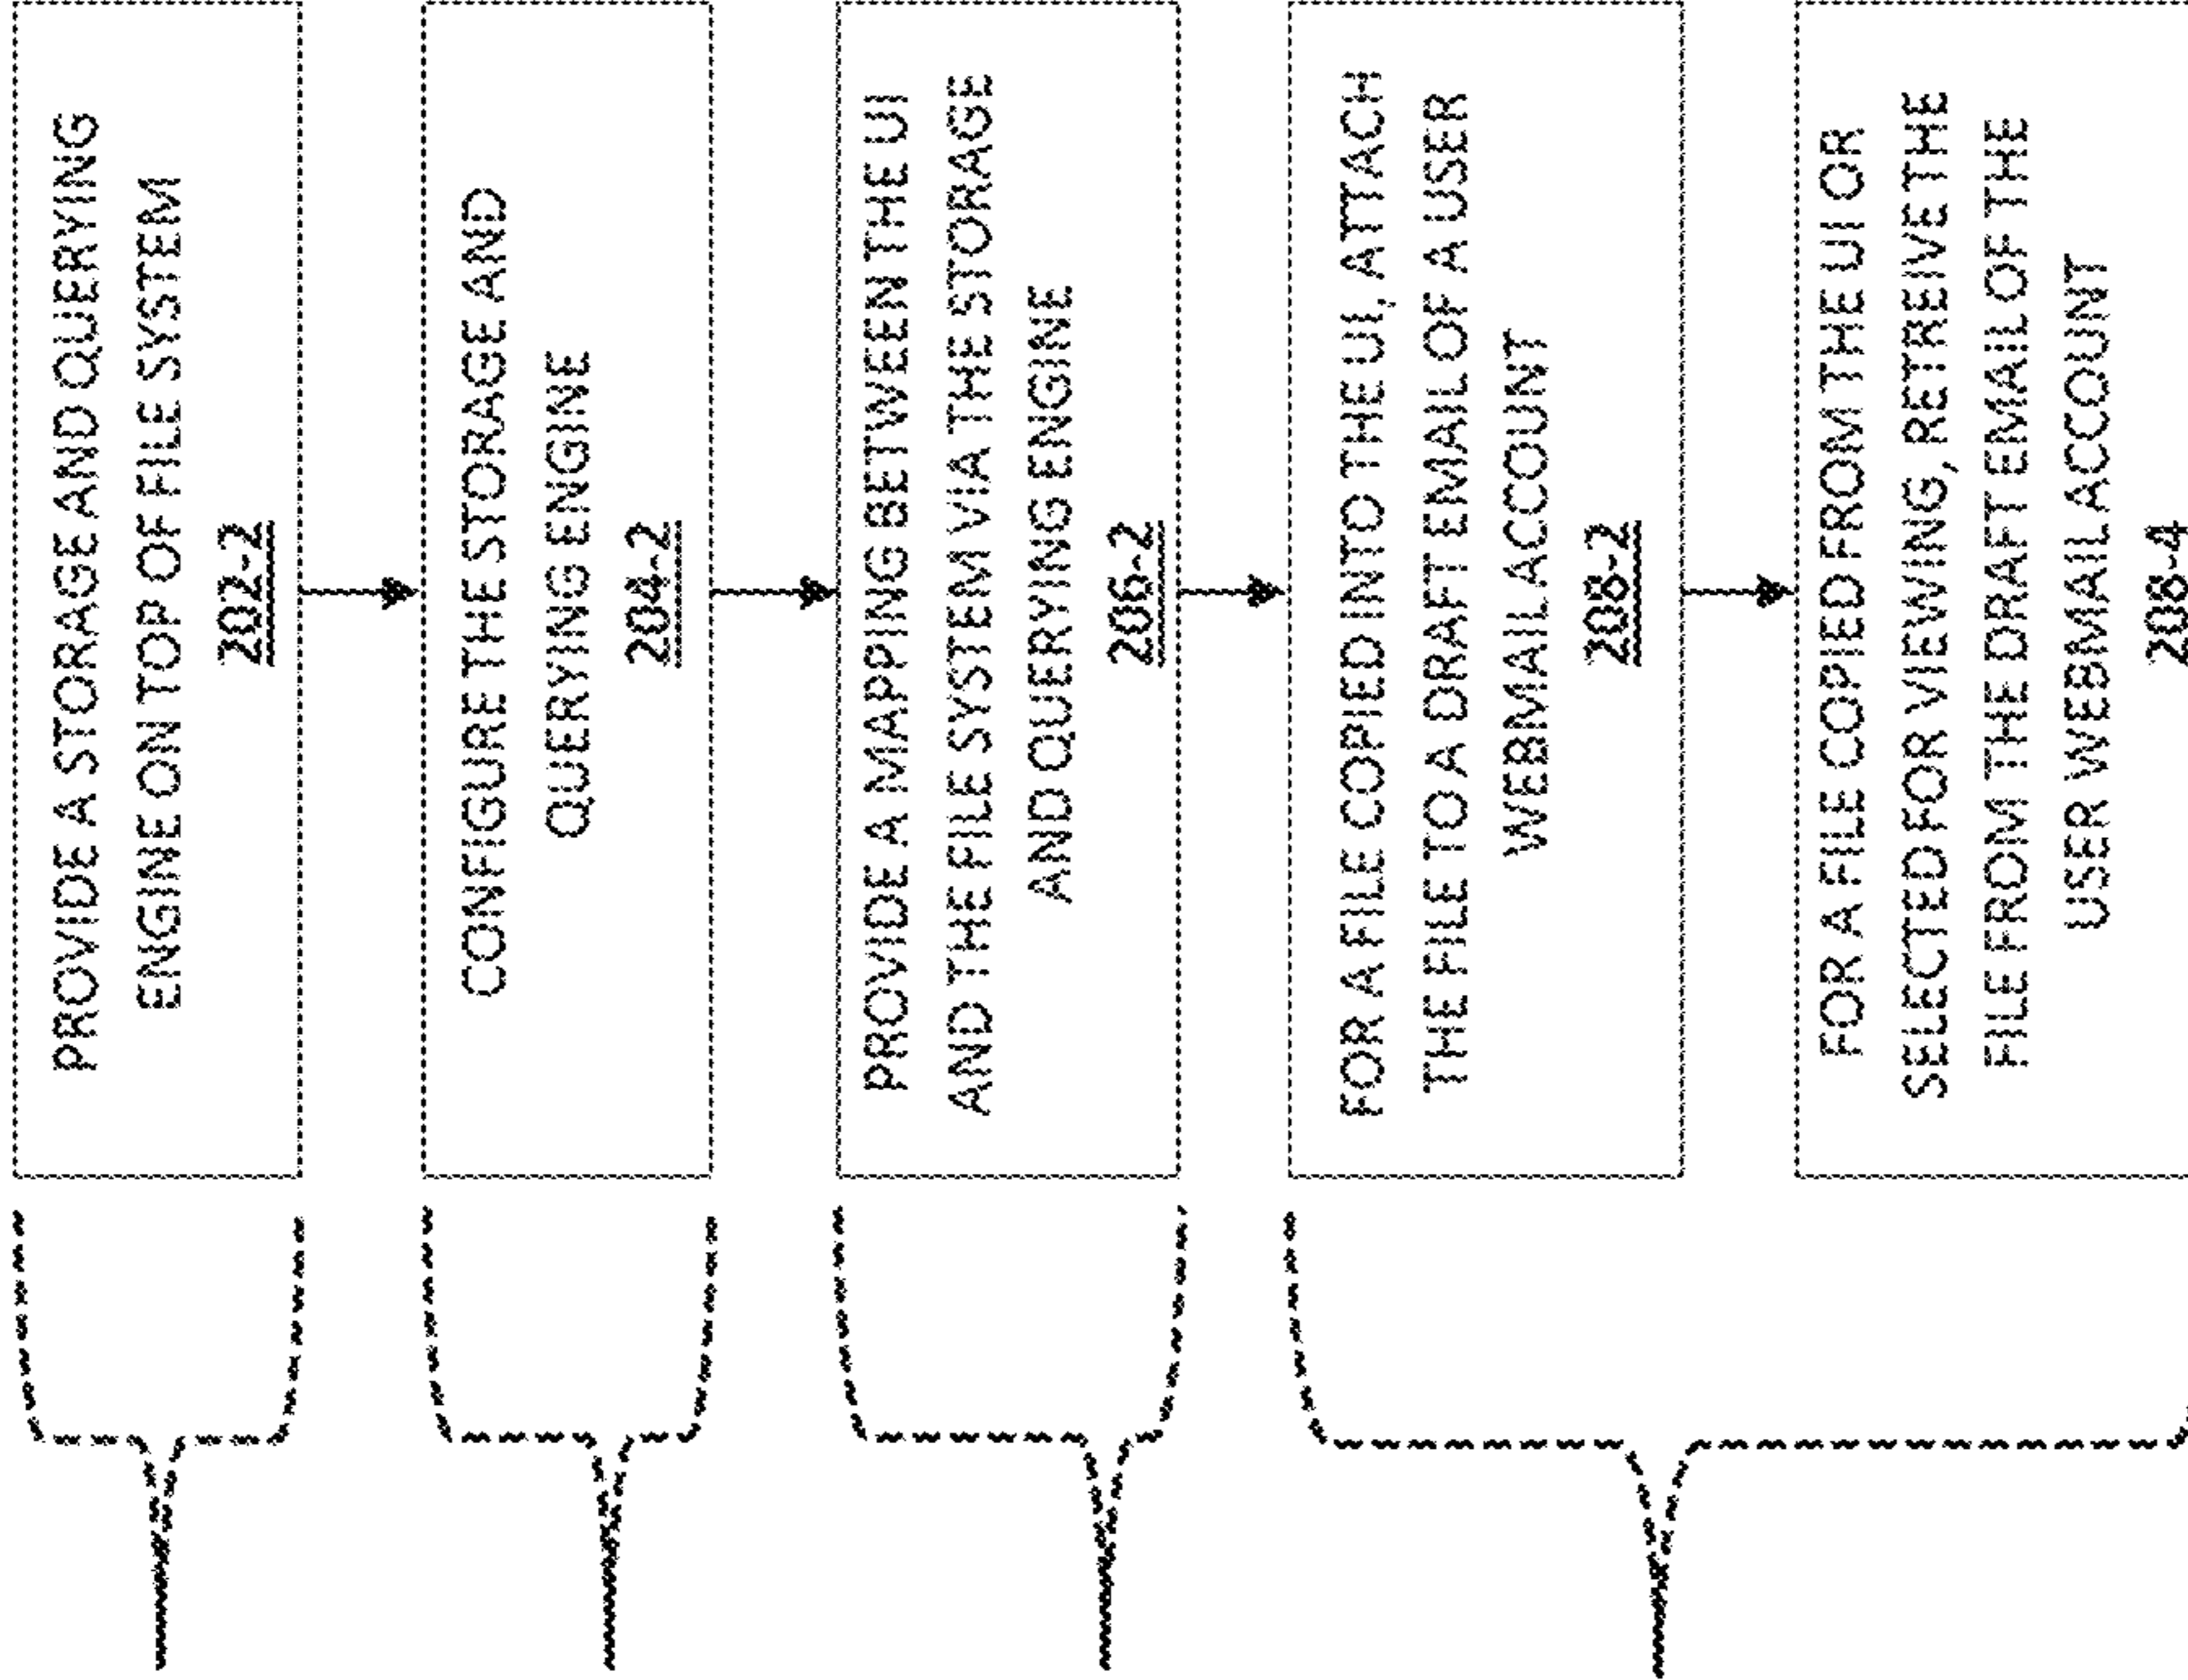 PROVIDE A STORAGE AND QUERYING
ENGINE ON TOP OF FILE SYSTEM
202-2
CONFIGURE THE STORAGE AND
QUERYING ENGINE
204-2
PROVIDE A MAPPING BETWEEN THE UI
AND THE FILE SYSTEM VIA THE STORAGE
AND QUERYING ENGINE
206-2
FOR A FILE COPIED INTO THE UI, ATTACH
THE FILE TO A DRAFT EMAIL OF A USER
WEBMAIL ACCOUNT
208-2
FOR A FILE COPIED FROM THE UI OR
SELECTED FOR VIEWING, RETREIVE THE
FILE FROM THE DRAFT EMAIL OF THE
USER WEBMAIL ACCOUNT
208-4